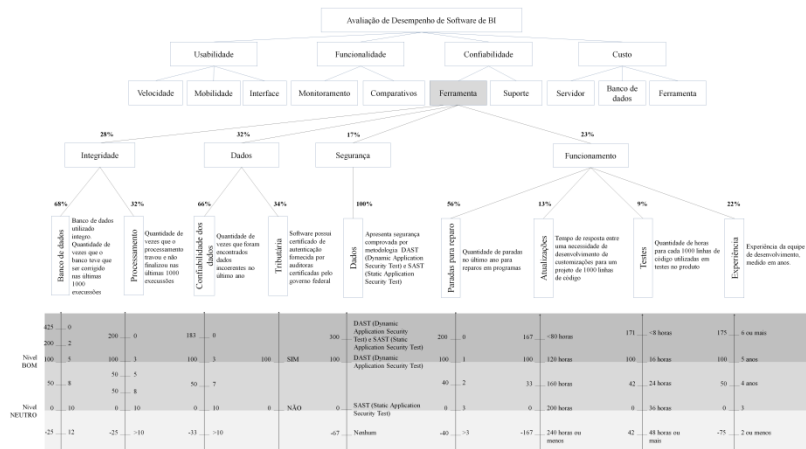 Avaliação de Desempenho de Software de BI
Usabilidade
Funcionalidade
Confiabilidade
Custo
Velocidade
Mobilidade
Interface
Monitoramento
Comparativos
Ferramenta
Suporte
Servidor
Banco de
dados
Ferramenta
28%
32%
17%
23%
Integridade
Dados
Segurança
Funcionamento
68%
32%
66%
34%
100%
56%
13%
9%
22%
Banco de dados
Banco de dados
utilizado
integro.
Quantidade de
vezes que o
banco teve que
ser corrigido
nas ultimas
1000
execussões
Processamento
Quantidade de
vezes que o
processamento
travou e não
finalizou nas
últimas 1000
execussões
Confiabilidade dos
dados
Quantidade de
vezes que foram
encontrados
dados
incorrentes no
último ano
Tributária
Software possui
certificado de
autenticação
fornecida por
auditoras
certificadas pelo
governo federal
Dados
Apresenta segurança
comprovada por
metodologia DAST
(Dynamic Application
Security Test) e SAST
(Static Application
Security Test
Paradas para reparo
Quantidade de paradas
no último ano para
reparos em programas
Atualizações
Tempo de resposta entre
uma necessidade de
desenvolvimento de
customizações para um
projeto de 1000 linhas
de código
Testes
Quantidade de horas
para cada 1000 linhas de
código utilizadas em
testes no produto
Experiência
Experiência da equipe
de desenvolvimento,
medido em anos.
Nível
BOM
Nível
NEUTRO
425 0
200 2
100 5
50 8
0 10
-25 12
200 0
100 3
50 5
50 8
0 10
-25 >10
183 0
100 3
50 7
0 10
-33 >10
100 SIM
0 NÃO
300 DAST (Dynamic
Application Security
Test) e SAST (Static
Application Security Test)
100 DAST (Dynamic
Application Security Test)
0 SAST (Static Application
Security Test)
-67 Nenhum
200 0
100 1
40 2
0 3
-40 >3
167 <80 horas
100 120 horas
33 160 horas
0 200 horas
-167 240 horas ou
menos
171 <8 horas
100 16 horas
42 24 horas
0 36 horas
42 48 horas ou
mais
175 6 ou mais
100 5 anos
50 4 anos
0 3
-75 2 ou menos